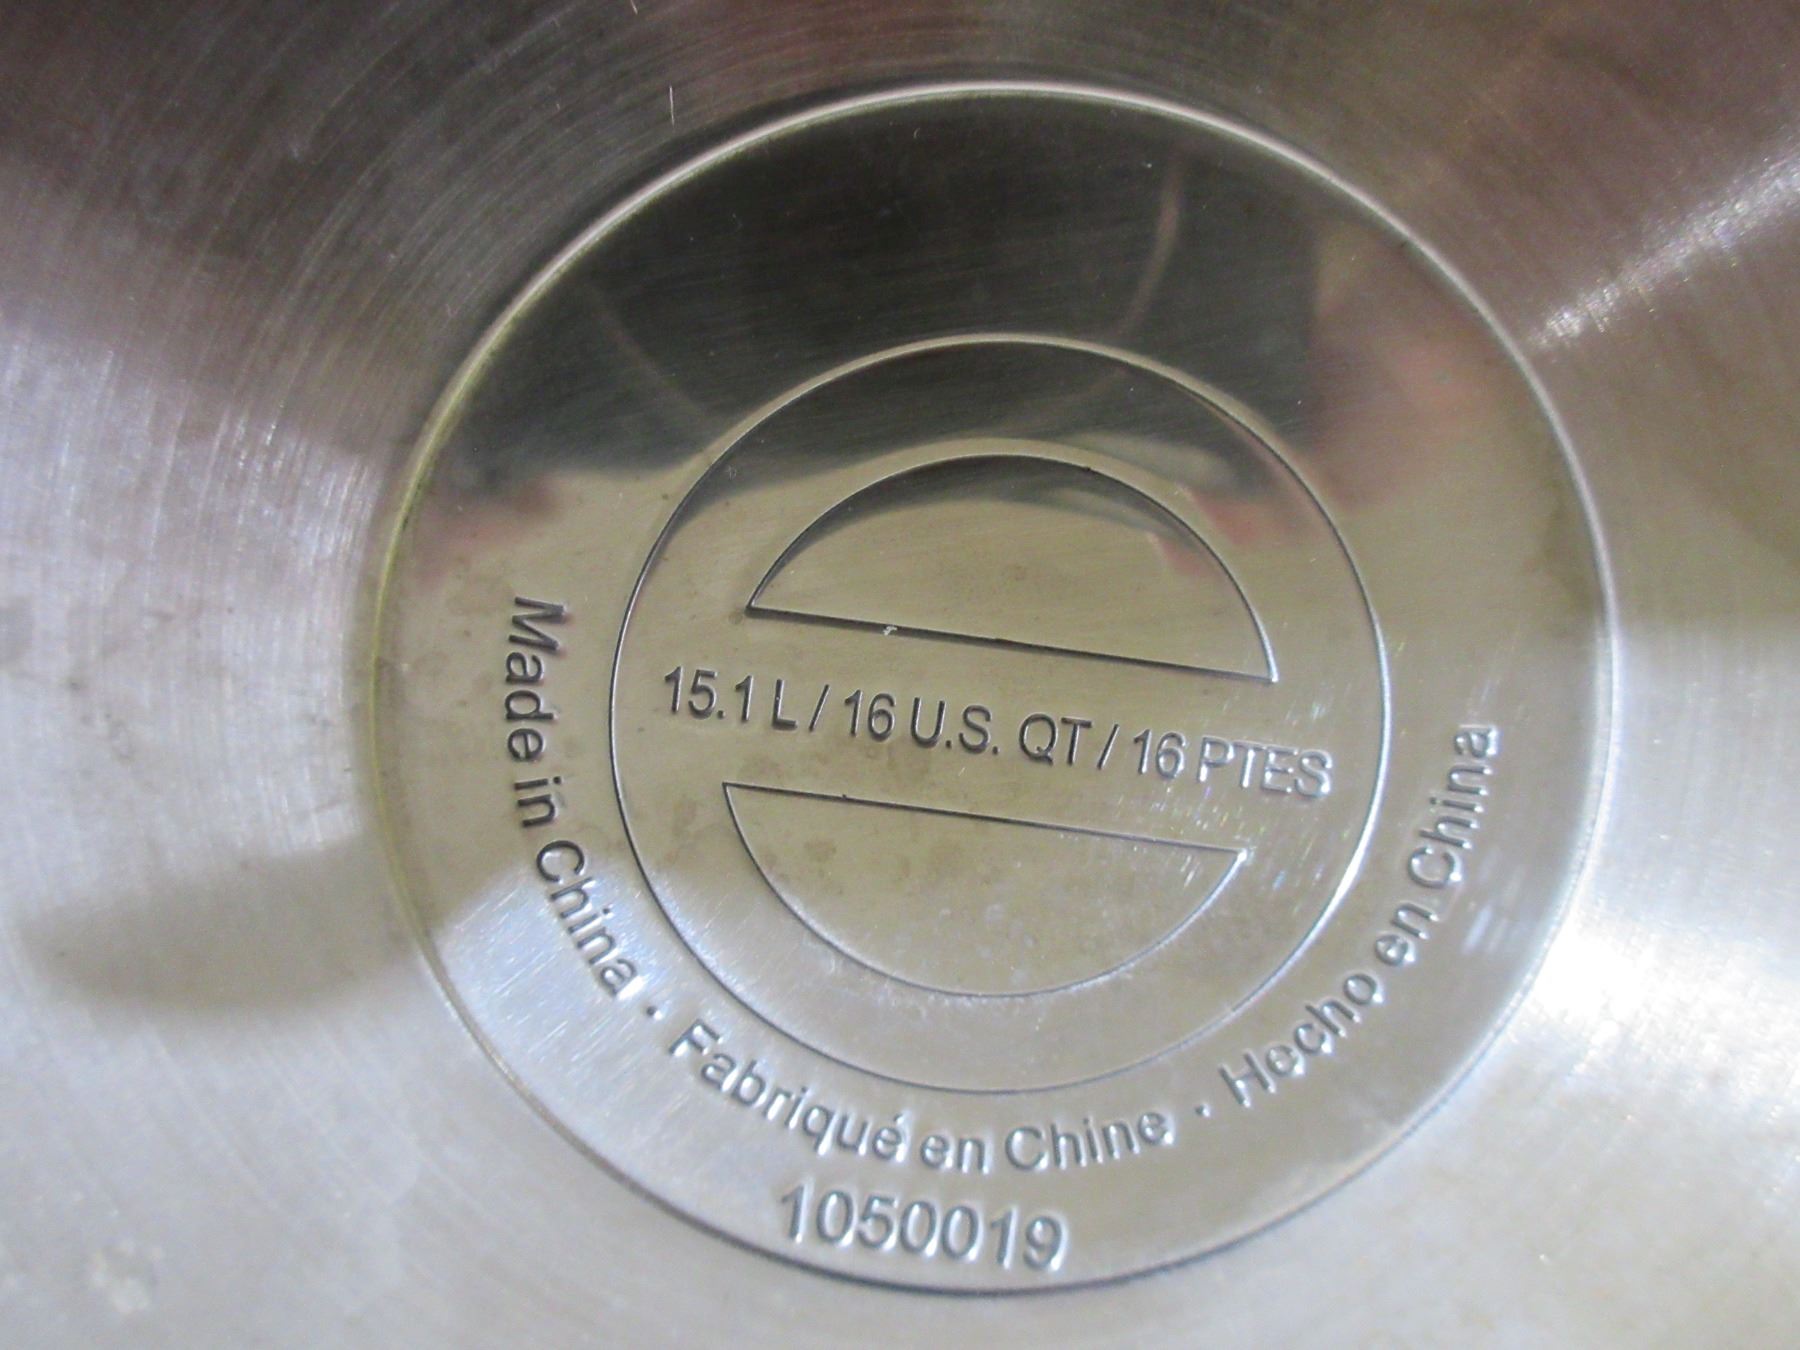 15.1 L / 16 U.S. QT / 16 PTES
Made in China · Fabriqué en Chine · Hecho en China
1050019